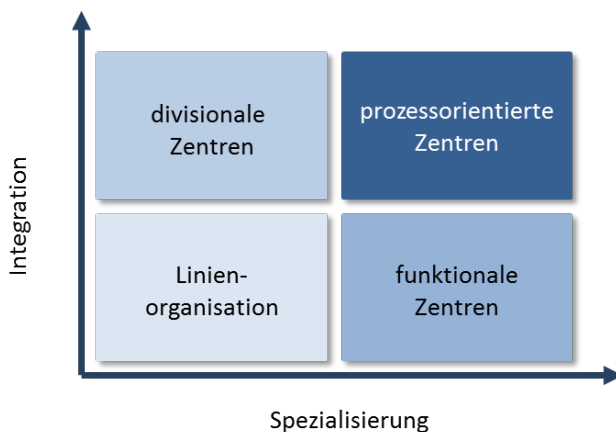 Integration
divisionale
Zentren
prozessorientierte
Zentren
Linien-
organisation
funktionale
Zentren
Spezialisierung